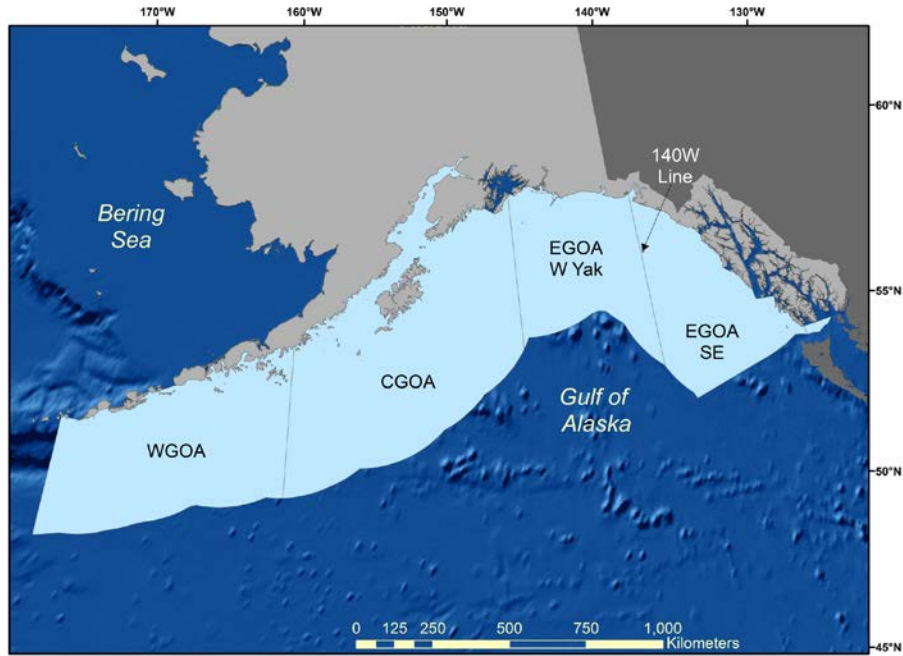 170°W 160°W 150°W 140°W 130°W
60°N
140W
Line
Bering
Sea
EGOA
W Yak
55°N
EGOA
SE
CGOA
Gulf of
Alaska
WGOA
50°N
0 125 250 500 750 1,000
Kilometers
45°N